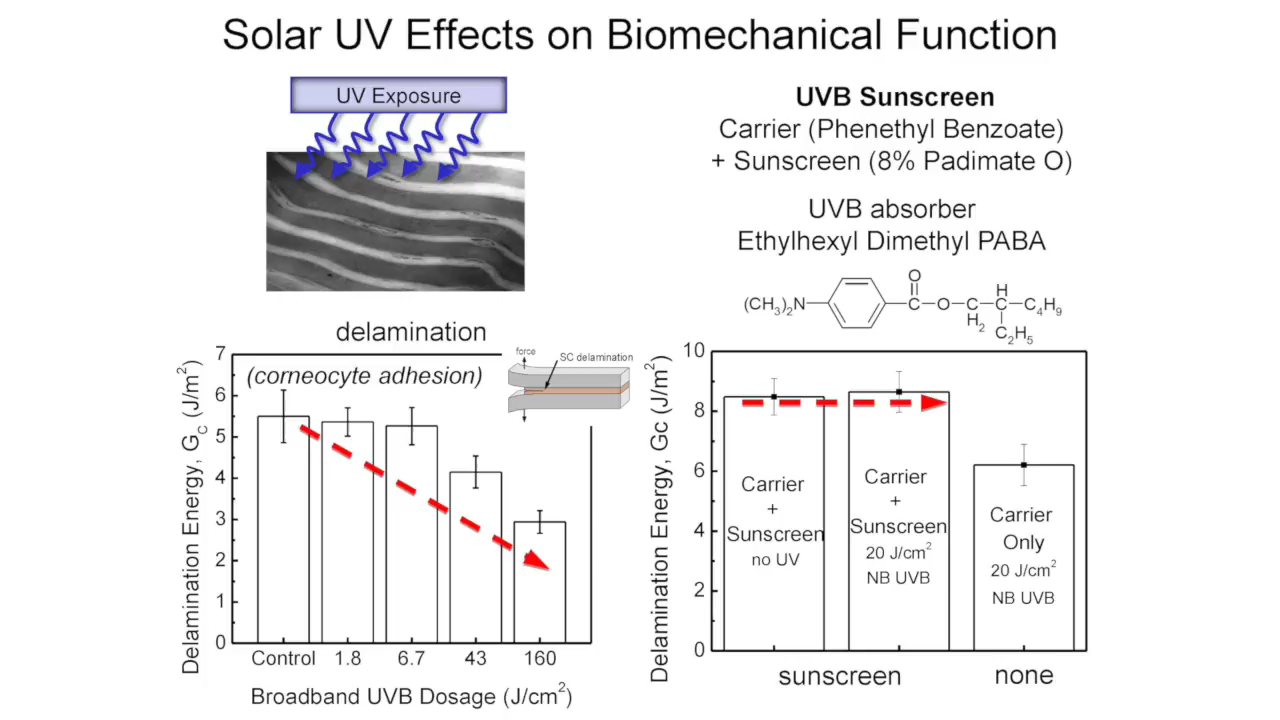 Solar UV Effects on Biomechanical Function
UV Exposure
UVB Sunscreen
Carrier (Phenethyl Benzoate)
+ Sunscreen (8% Padimate O)
UVB absorber
Ethylhexyl Dimethyl PABA
O
(CH₃)₂N
C
O
C
H₂
H
C
C₄H₉
C₂H₅
delamination
(corneocyte adhesion)
force
SC delamination
Delamination Energy, G_C (J/m²)
7
6
5
4
3
2
1
0
Control
1.8
6.7
43
160
Broadband UVB Dosage (J/cm²)
Delamination Energy, Gc (J/m²)
10
8
6
4
2
0
Carrier
+
Sunscreen
no UV
Carrier
+
Sunscreen
20 J/cm²
NB UVB
Carrier
Only
20 J/cm²
NB UVB
sunscreen
none